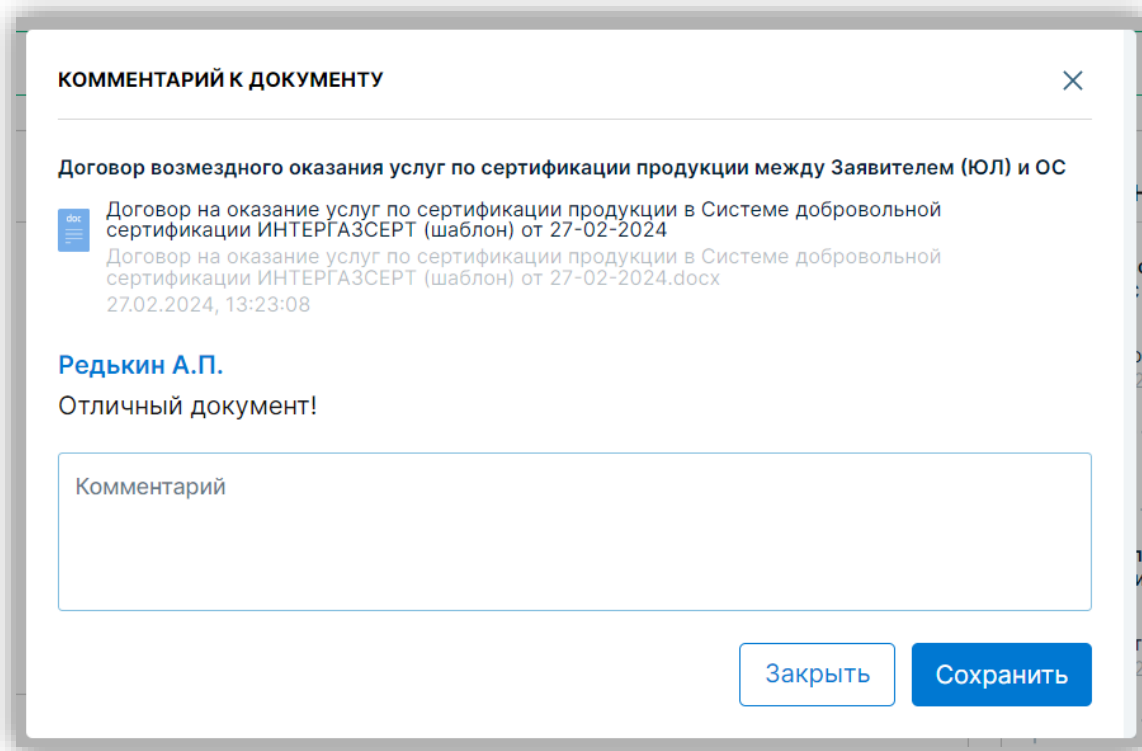 КОММЕНТАРИЙ К ДОКУМЕНТУ
Договор возмездного оказания услуг по сертификации продукции между Заявителем (ЮЛ) и ОС
doc
Договор на оказание услуг по сертификации продукции в Системе добровольной
сертификации ИНТЕРГАЗСЕРТ (шаблон) от 27-02-2024
Договор на оказание услуг по сертификации продукции в Системе добровольной
сертификации ИНТЕРГАЗСЕРТ (шаблон) от 27-02-2024.docx
27.02.2024, 13:23:08
Редькин А.П.
Отличный документ!
Комментарий
Закрыть
Сохранить